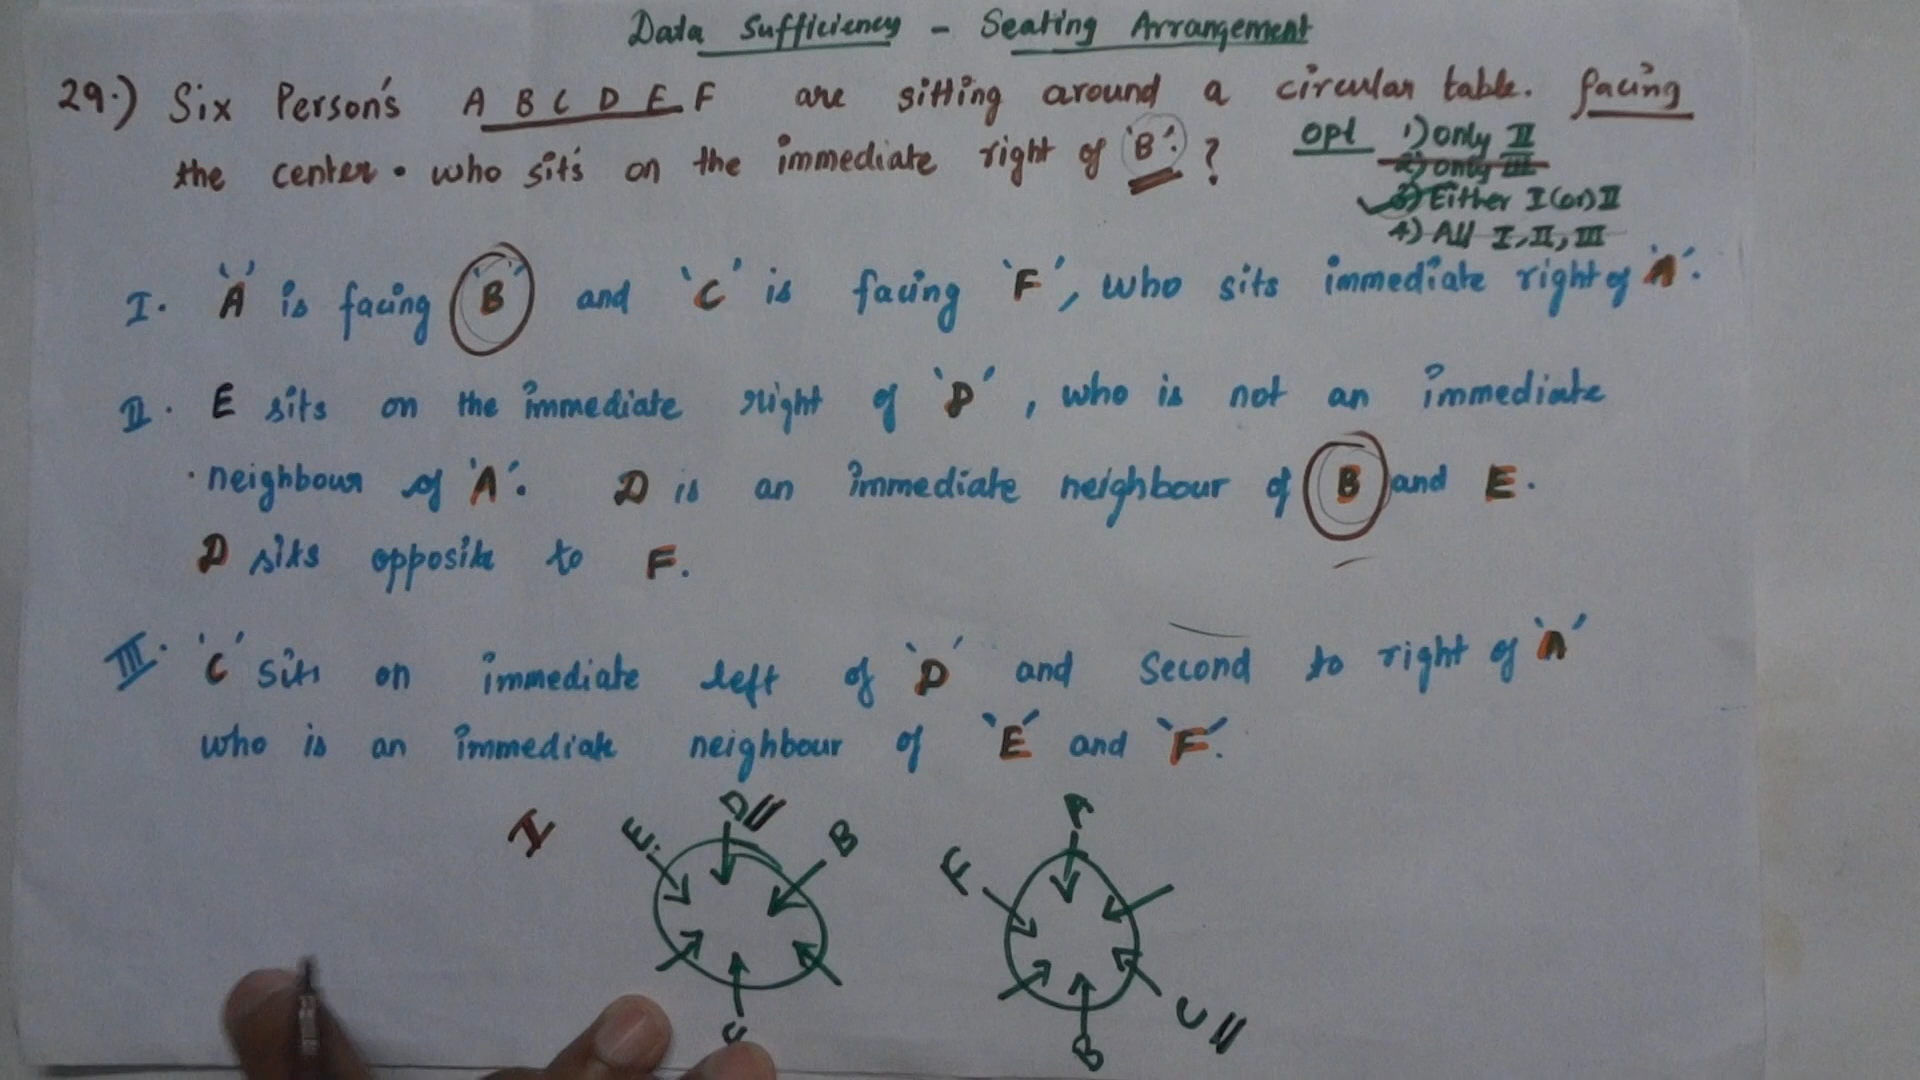 Data Sufficiency - Seating Arrangement
29.) Six Person's A B C D E F are sitting around a circular table. facing
the center. who sits on the immediate right of 'B'. ?
opt 1) only II
2) only III
3) Either I (or) II
4) All I, II, III
I. 'A' is facing 'B' and 'C' is facing 'F', who sits immediate right of 'A'.
II. E sits on the immediate right of 'D', who is not an immediate
neighbour of 'A'. D is an immediate neighbour of B and E.
D sits opposite to F.
III. 'C' sits on immediate left of 'D' and Second to right of 'A'
who is an immediate neighbour of 'E' and 'F'.
I
E. D B
F A
C
B